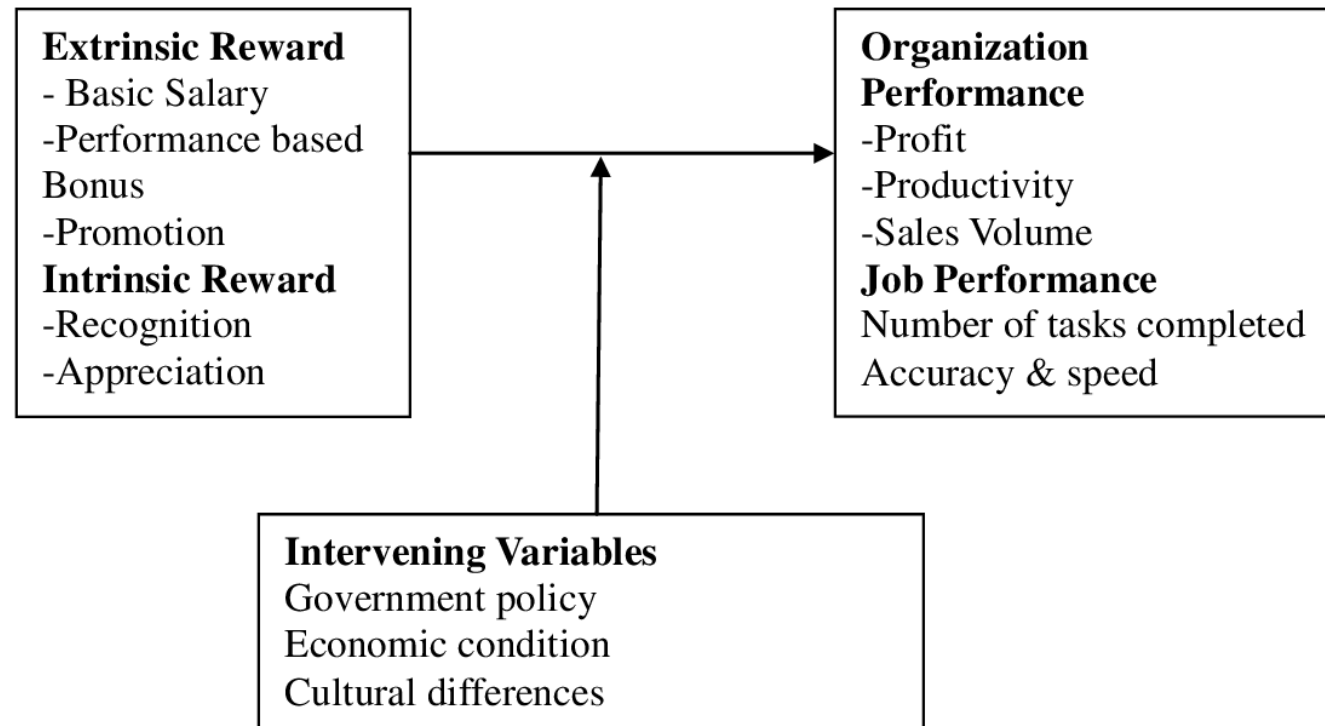 Extrinsic Reward
- Basic Salary
-Performance based
Bonus
-Promotion
Intrinsic Reward
-Recognition
-Appreciation
Organization
Performance
-Profit
-Productivity
-Sales Volume
Job Performance
Number of tasks completed
Accuracy & speed
Intervening Variables
Government policy
Economic condition
Cultural differences